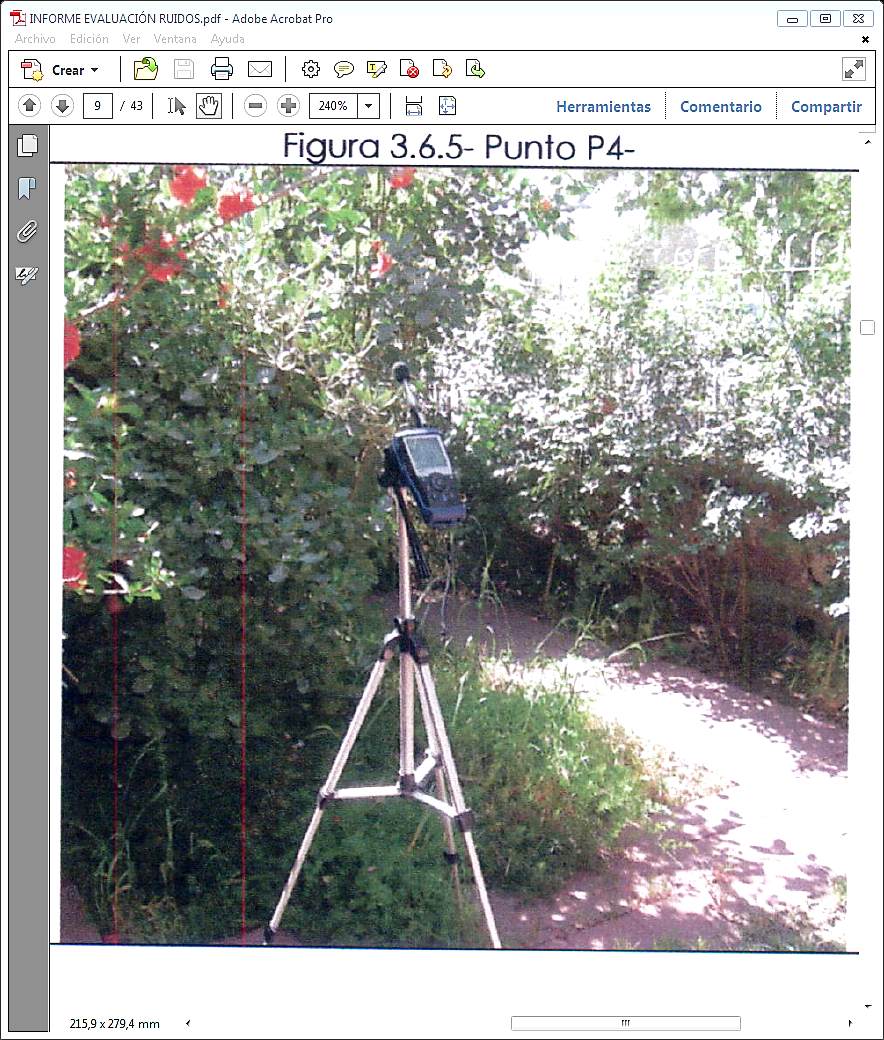 INFORME EVALUACIÓN RUIDOS.pdf - Adobe Acrobat Pro
Archivo Edición Ver Ventana Ayuda
Crear
9 / 43 240% Herramientas Comentario Compartir
Figura 3.6.5- Punto P4-
215,9 x 279,4 mm